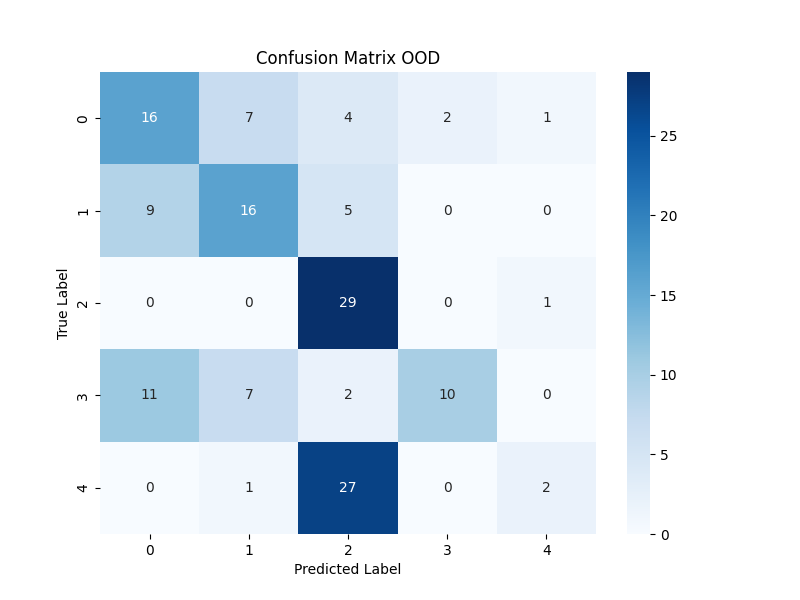 Confusion Matrix OOD
0 16 7 4 2 1
1 9 16 5 0 0
2 0 0 29 0 1
3 11 7 2 10 0
4 0 1 27 0 2
0 1 2 3 4
Predicted Label
True Label
25
20
15
10
5
0